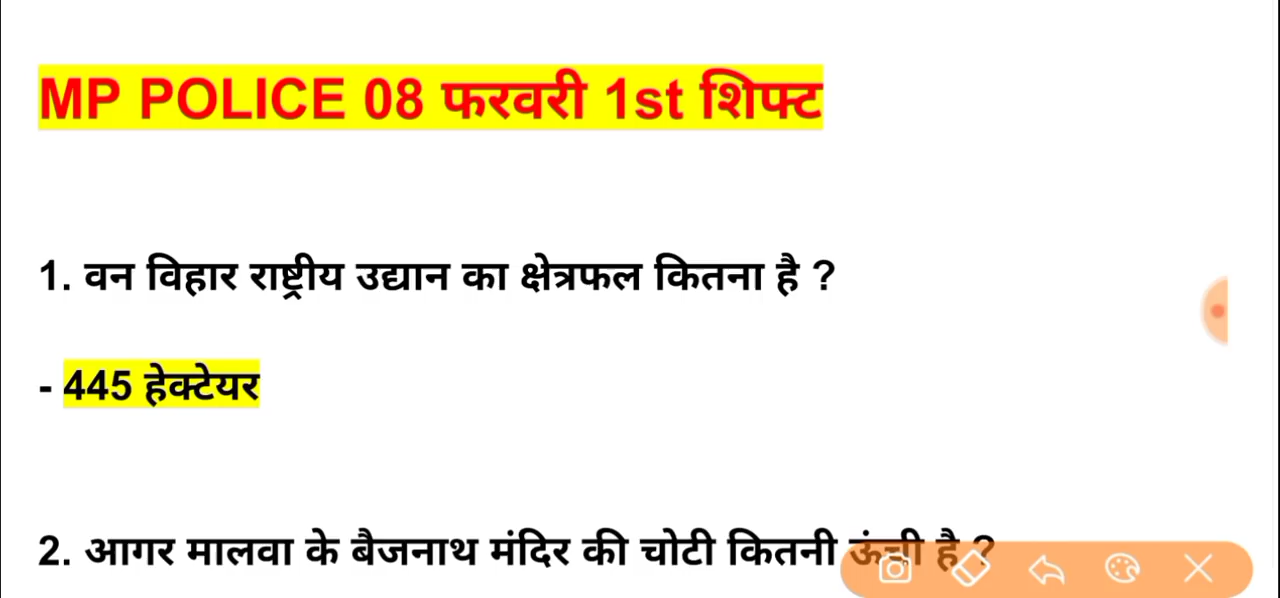 MP POLICE 08 फरवरी 1st शिफ्ट
1. वन विहार राष्ट्रीय उद्यान का क्षेत्रफल कितना है ?
- 445 हेक्टेयर
2. आगर मालवा के बैजनाथ मंदिर की चोटी कितनी ऊंची है ?